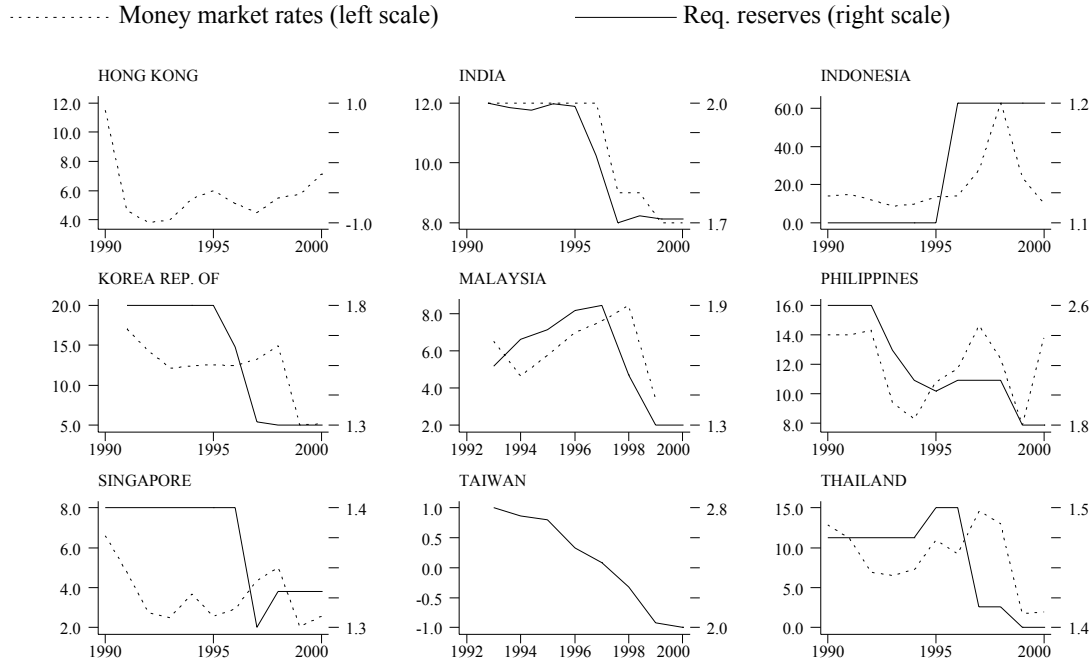 Money market rates (left scale) Req. reserves (right scale)
HONG KONG INDIA INDONESIA
12.0 1.0 12.0 2.0 60.0 1.2
10.0
8.0 10.0 40.0
6.0 20.0
4.0 -1.0 8.0 1.7 0.0 1.1
1990 1995 2000 1990 1995 2000 1990 1995 2000
KOREA REP. OF MALAYSIA PHILIPPINES
20.0 1.8 8.0 1.9 16.0 2.6
15.0 6.0 14.0
12.0
10.0 4.0 10.0
5.0 1.3 2.0 1.3 8.0 1.8
1990 1995 2000 1992 1994 1996 1998 2000 1990 1995 2000
SINGAPORE TAIWAN THAILAND
8.0 1.4 1.0 2.8 15.0 1.5
6.0 0.5 10.0
0.0
4.0 -0.5 5.0
2.0 1.3 -1.0 2.0 0.0 1.4
1990 1995 2000 1992 1994 1996 1998 2000 1990 1995 2000